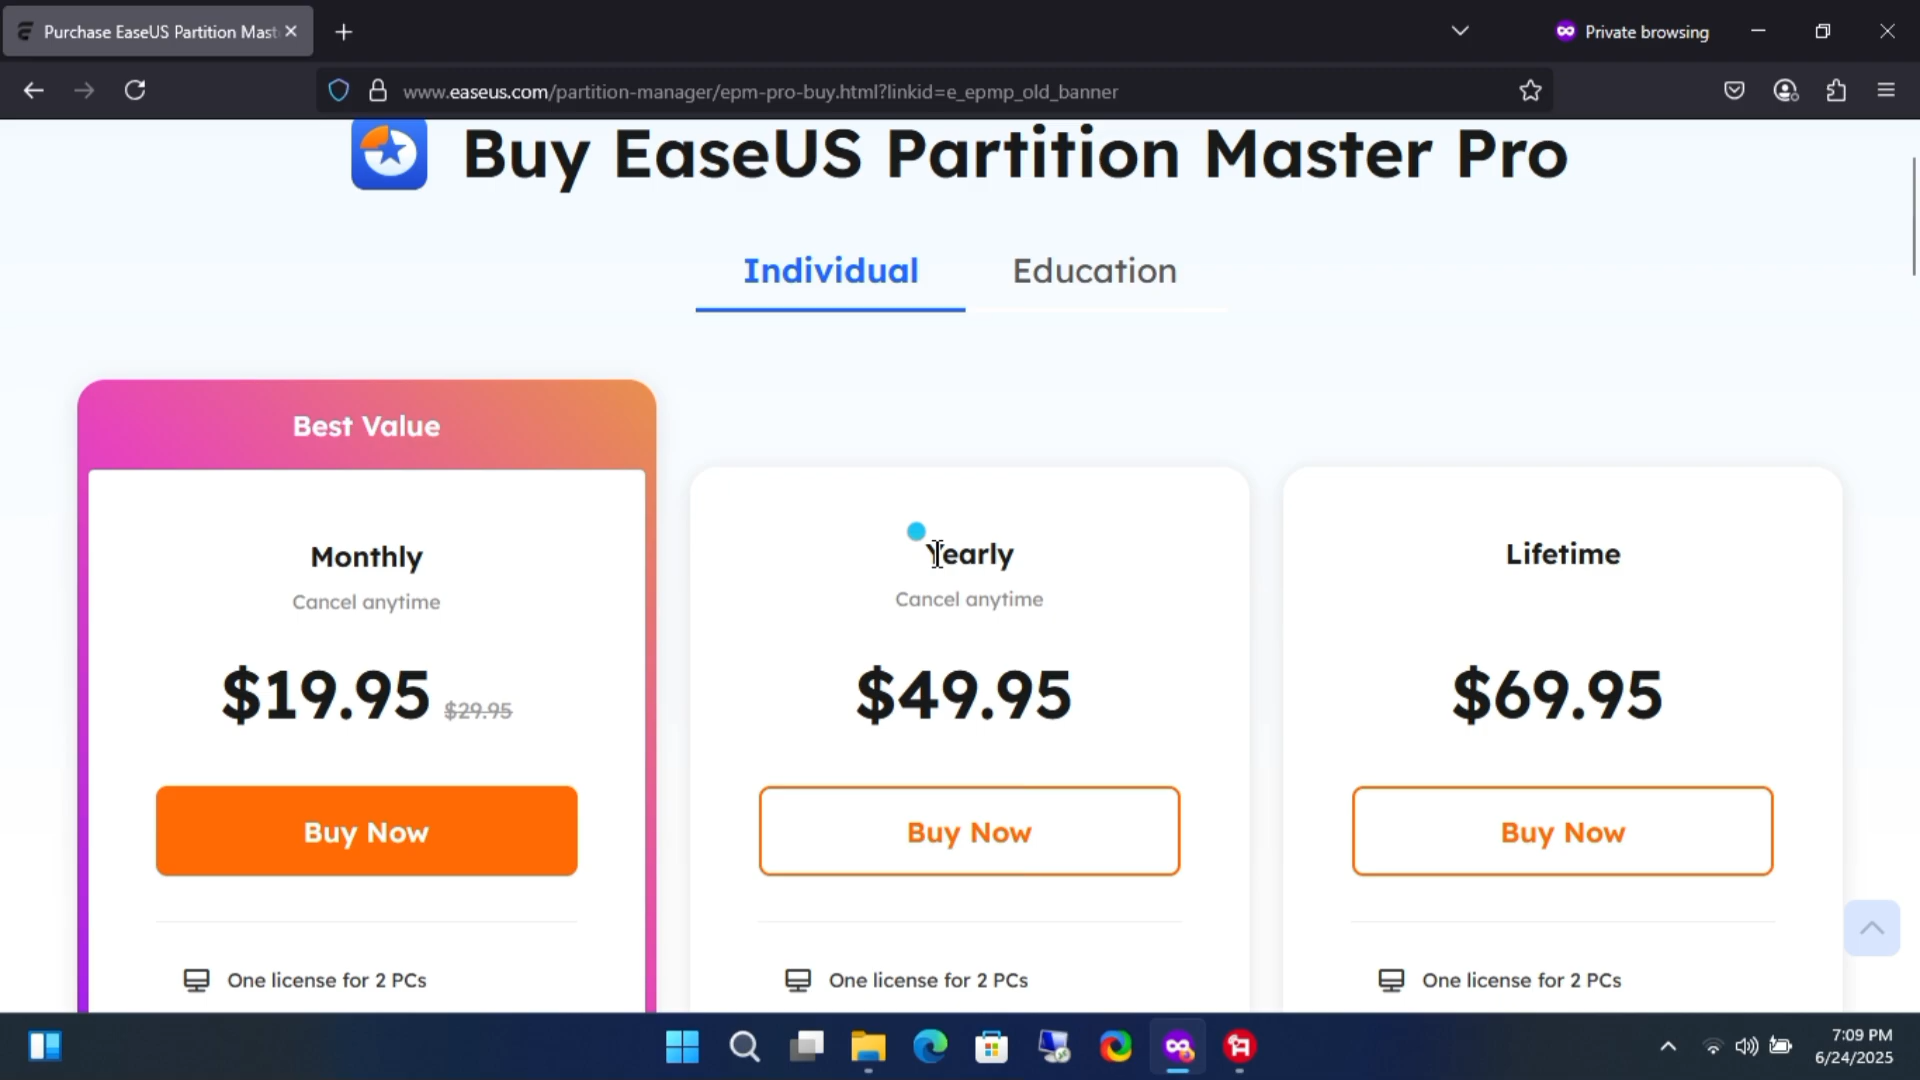 Purchase EaseUS Partition Mast
Private browsing
www.easeus.com/partition-manager/epm-pro-buy.html?linkid=e_epmp_old_banner
Buy EaseUS Partition Master Pro
Individual
Education
Best Value
Monthly
Cancel anytime
$19.95 $29.95
Buy Now
One license for 2 PCs
Yearly
Cancel anytime
$49.95
Buy Now
One license for 2 PCs
Lifetime
$69.95
Buy Now
One license for 2 PCs
7:09 PM
6/24/2025